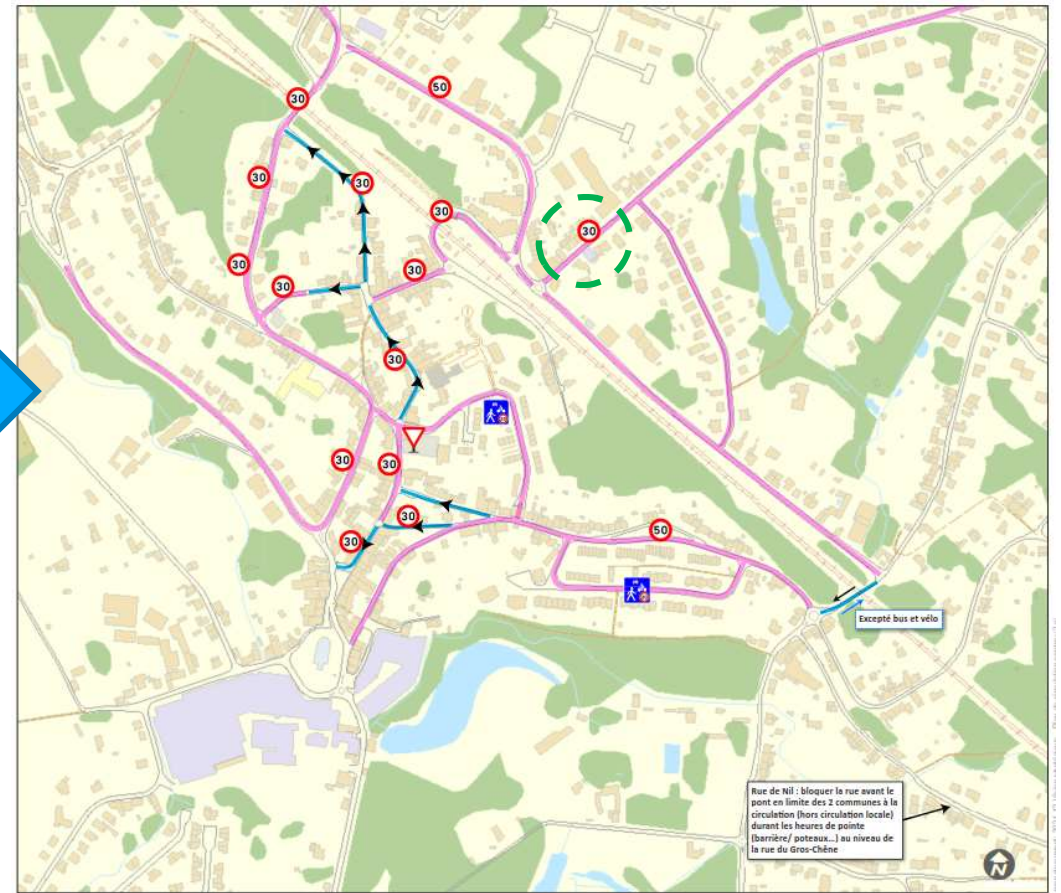 50
30
30
30
30
30
30
30
30
30
30
30
30
30
50
Excepté bus et vélo
Rue de Nil : bloquer la rue avant le
pont en limite des 2 communes à la
circulation (hors circulation locale)
durant les heures de pointe
(barrière/ poteaux...) au niveau de
la rue du Gros-Chêne
N